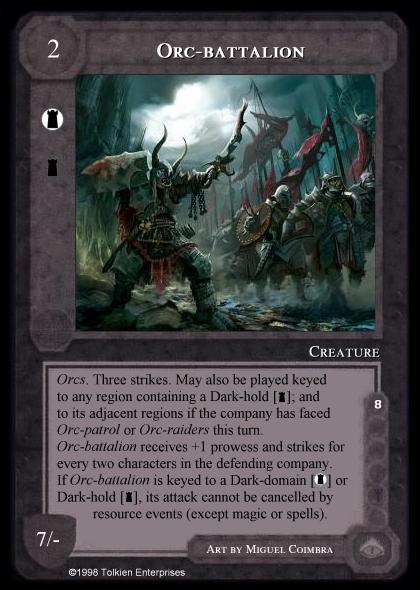 2
Orc-battalion
Creature
Orcs. Three strikes. May also be played keyed
to any region containing a Dark-hold []; and
to its adjacent regions if the company has faced
Orc-patrol or Orc-raiders this turn.
Orc-battalion receives +1 prowess and strikes for
every two characters in the defending company.
If Orc-battalion is keyed to a Dark-domain [] or
Dark-hold [], its attack cannot be cancelled by
resource events (except magic or spells).
8
7/-
Art by Miguel Coimbra
©1998 Tolkien Enterprises